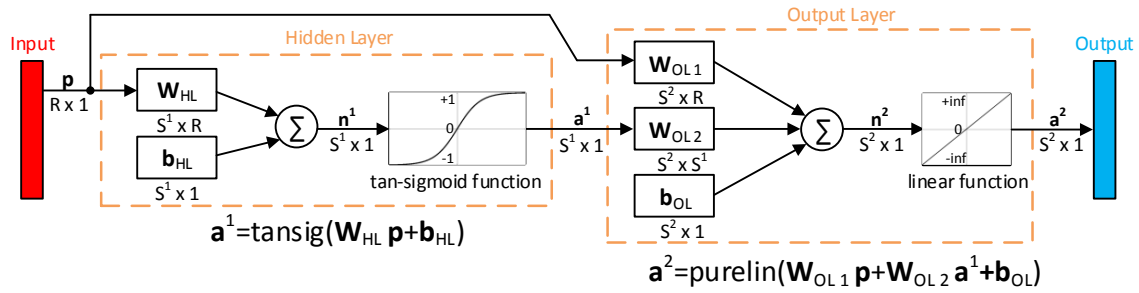 Input
p
R x 1
Hidden Layer
W_HL
S^1 x R
b_HL
S^1 x 1
Σ
n^1
S^1 x 1
+1
0
-1
tan-sigmoid function
a^1
S^1 x 1
a^1=tansig(W_HL p+b_HL)
Output Layer
W_OL 1
S^2 x R
W_OL 2
S^2 x S^1
b_OL
S^2 x 1
Σ
n^2
S^2 x 1
+inf
0
-inf
linear function
a^2
S^2 x 1
a^2=purelin(W_OL 1 p+W_OL 2 a^1+b_OL)
Output